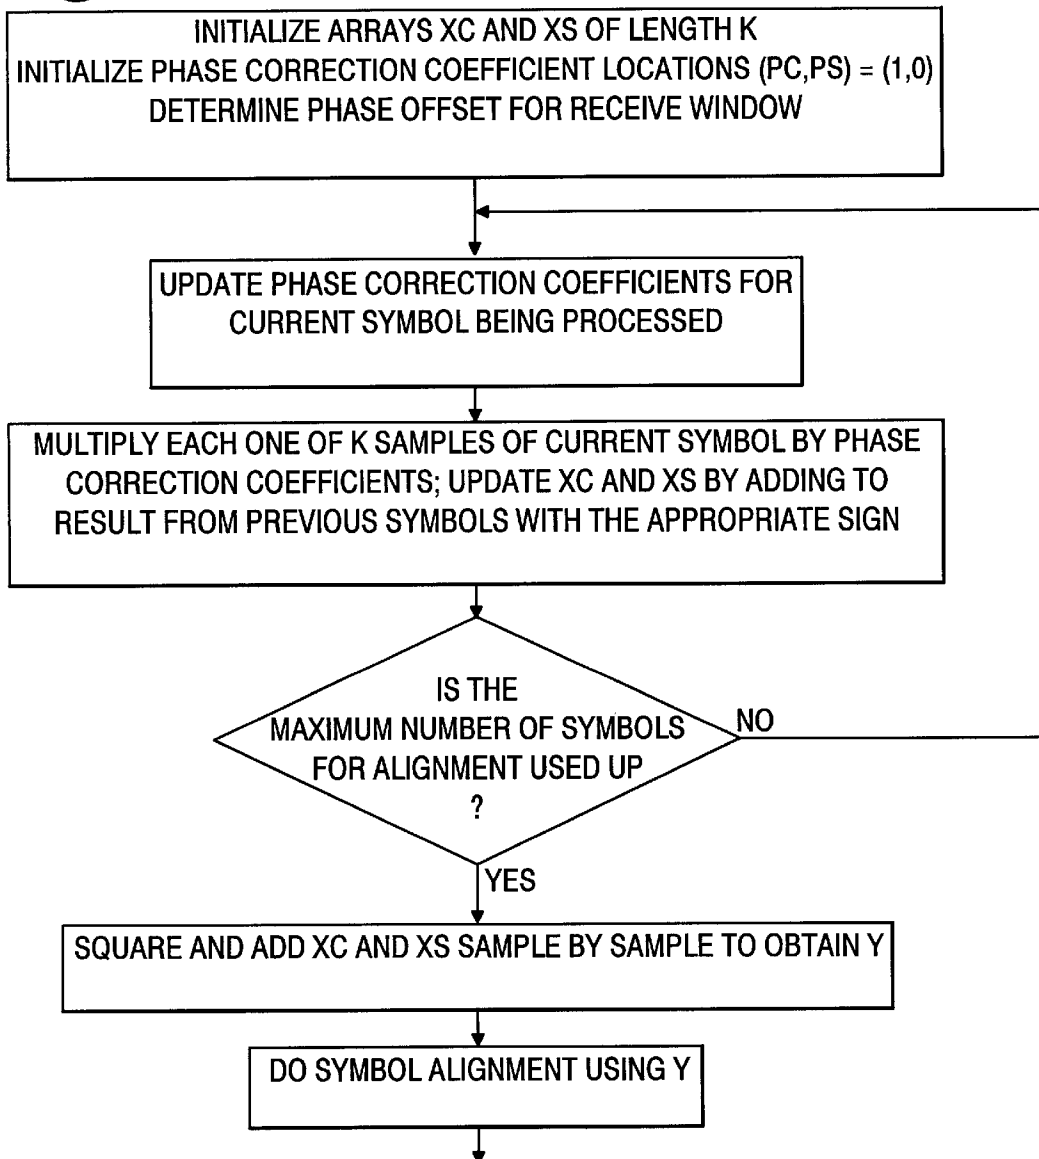 INITIALIZE ARRAYS XC AND XS OF LENGTH K
INITIALIZE PHASE CORRECTION COEFFICIENT LOCATIONS (PC,PS) = (1,0)
DETERMINE PHASE OFFSET FOR RECEIVE WINDOW
UPDATE PHASE CORRECTION COEFFICIENTS FOR
CURRENT SYMBOL BEING PROCESSED
MULTIPLY EACH ONE OF K SAMPLES OF CURRENT SYMBOL BY PHASE
CORRECTION COEFFICIENTS; UPDATE XC AND XS BY ADDING TO
RESULT FROM PREVIOUS SYMBOLS WITH THE APPROPRIATE SIGN
IS THE
MAXIMUM NUMBER OF SYMBOLS
FOR ALIGNMENT USED UP
?
NO
YES
SQUARE AND ADD XC AND XS SAMPLE BY SAMPLE TO OBTAIN Y
DO SYMBOL ALIGNMENT USING Y